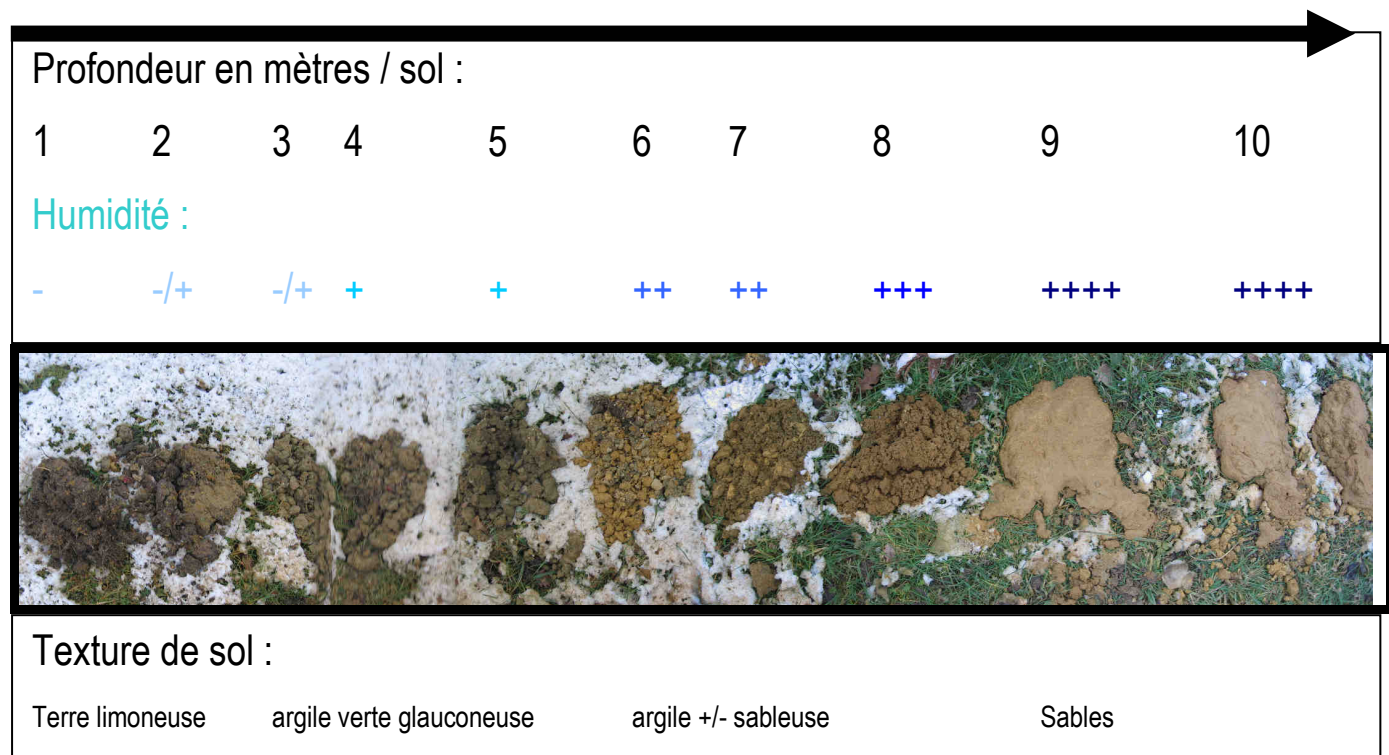 Profondeur en mètres / sol :
1 2 3 4 5 6 7 8 9 10
Humidité :
- -/+ -/+ + + ++ ++ +++ ++++ ++++
Texture de sol :
Terre limoneuse argile verte glauconeuse argile +/- sableuse Sables